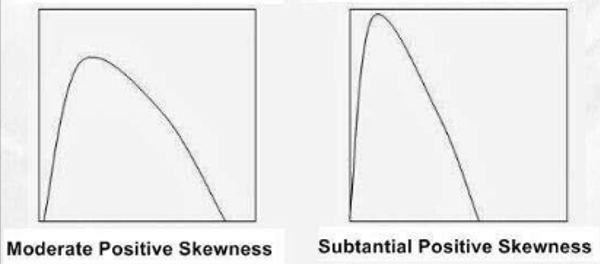 Moderate Positive Skewness
Subtantial Positive Skewness